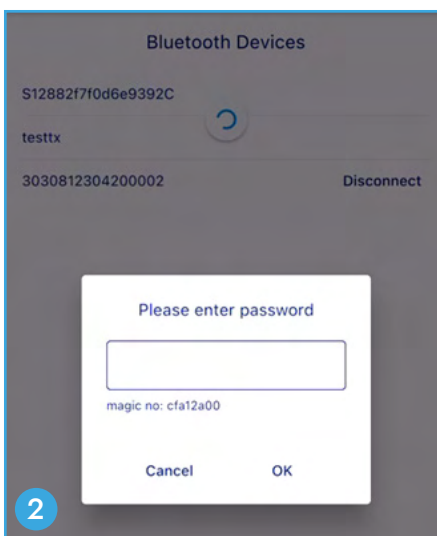 Bluetooth Devices
S12882f7f0d6e9392C
testtx
3030812304200002 Disconnect
Please enter password
magic no: cfa12a00
Cancel OK
2